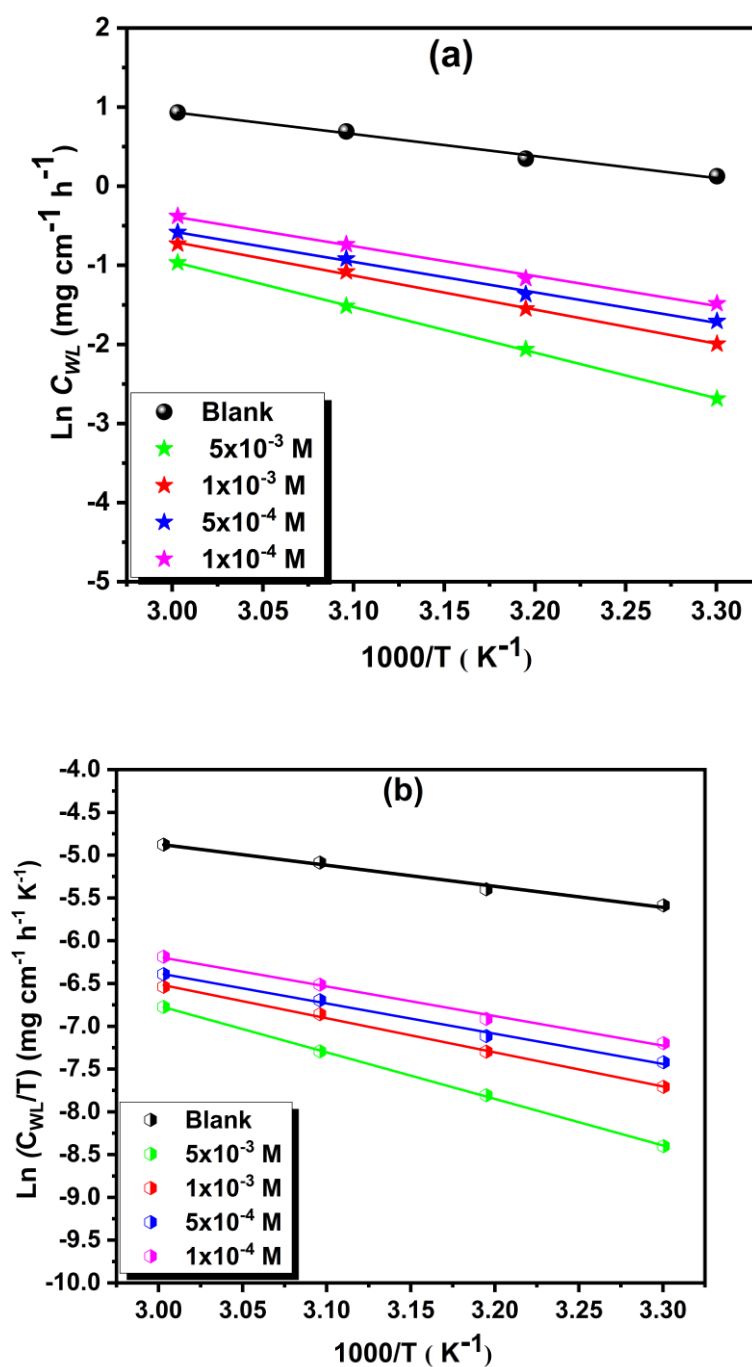 (a)
Ln C_WL (mg cm⁻¹ h⁻¹)
2
1
0
-1
-2
-3
-4
-5
Blank
5x10⁻³ M
1x10⁻³ M
5x10⁻⁴ M
1x10⁻⁴ M
3.00 3.05 3.10 3.15 3.20 3.25 3.30
1000/T ( K⁻¹)
(b)
Ln (C_WL/T) (mg cm⁻¹ h⁻¹ K⁻¹)
-4.0
-4.5
-5.0
-5.5
-6.0
-6.5
-7.0
-7.5
-8.0
-8.5
-9.0
-9.5
-10.0
Blank
5x10⁻³ M
1x10⁻³ M
5x10⁻⁴ M
1x10⁻⁴ M
3.00 3.05 3.10 3.15 3.20 3.25 3.30
1000/T ( K⁻¹)